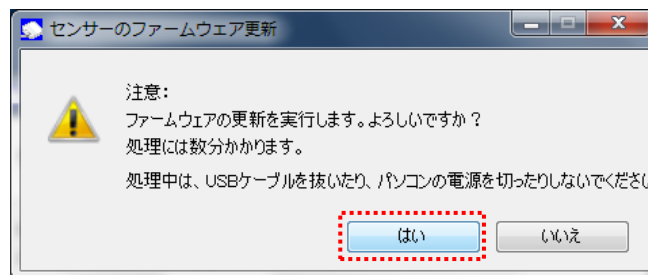 センサーのファームウェア更新
注意:
ファームウェアの更新を実行します。よろしいですか?
処理には数分かかります。
処理中は、USBケーブルを抜いたり、パソコンの電源を切ったりしないでくださ
はい
いいえ